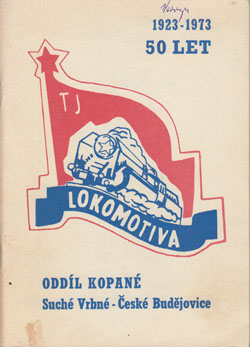 1923-1973
50 LET
TJ
LOKOMOTIVA
ODDÍL KOPANÉ
Suché Vrbné - České Budějovice